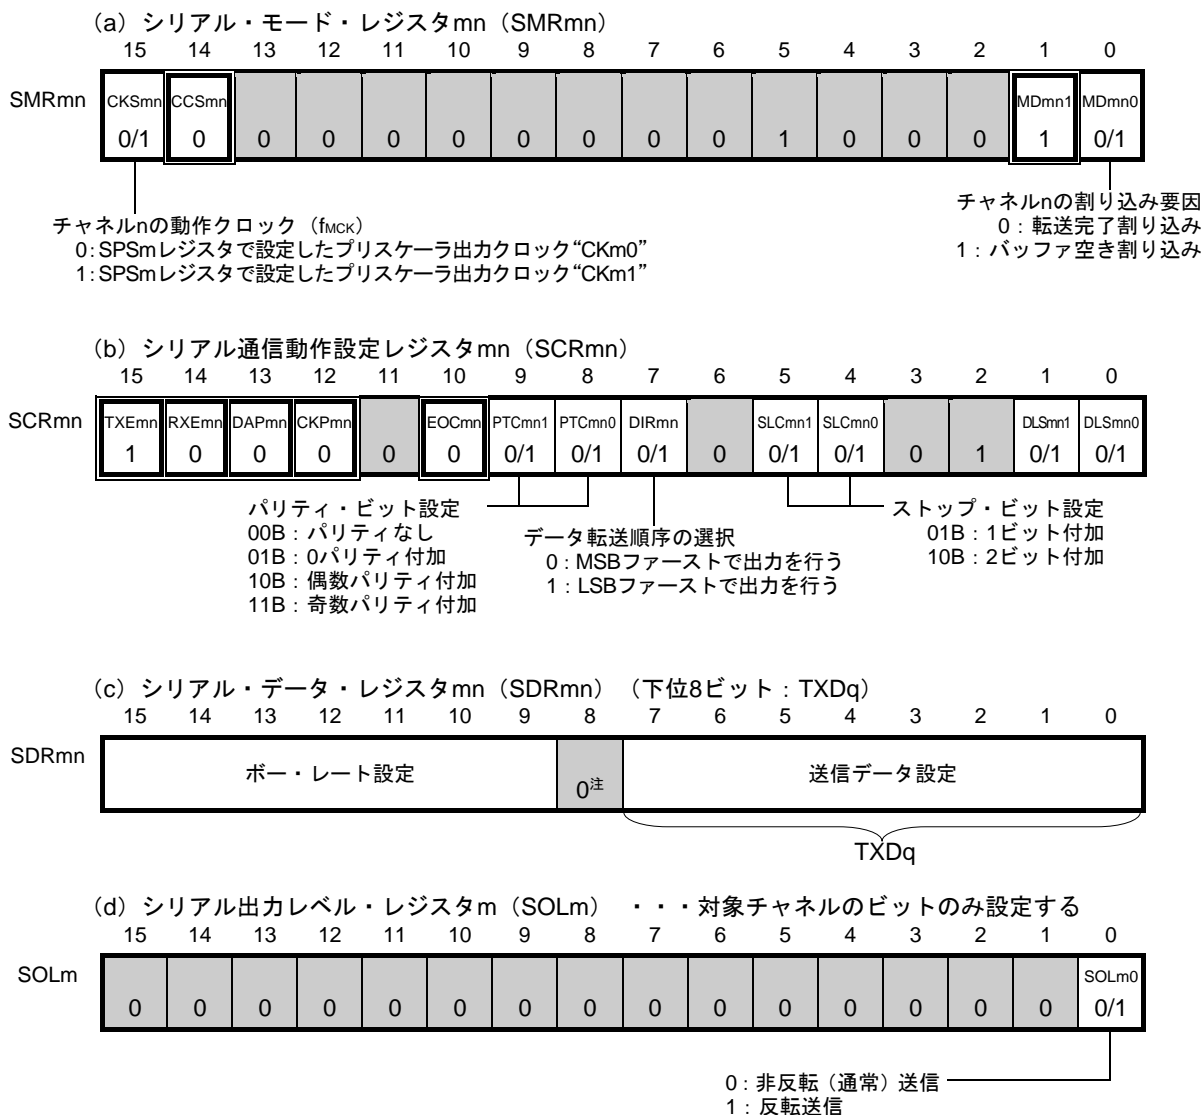 (a) シリアル・モード・レジスタmn（SMRmn）
15 14 13 12 11 10 9 8 7 6 5 4 3 2 1 0
SMRmn CKSmn CCSmn MDmn1 MDmn0
0/1 0 0 0 0 0 0 0 0 0 1 0 0 0 1 0/1
チャネルnの動作クロック（fMCK）
0：SPSmレジスタで設定したプリスケーラ出力クロック“CKm0”
1：SPSmレジスタで設定したプリスケーラ出力クロック“CKm1”
チャネルnの割り込み要因
0：転送完了割り込み
1：バッファ空き割り込み
(b) シリアル通信動作設定レジスタmn（SCRmn）
15 14 13 12 11 10 9 8 7 6 5 4 3 2 1 0
SCRmn TXEmn RXEmn DAPmn CKPmn EOCmn PTCmn1 PTCmn0 DIRmn SLCmn1 SLCmn0 DLSmn1 DLSmn0
1 0 0 0 0 0 0/1 0/1 0/1 0 0/1 0/1 0 1 0/1 0/1
パリティ・ビット設定
00B：パリティなし
01B：0パリティ付加
10B：偶数パリティ付加
11B：奇数パリティ付加
データ転送順序の選択
0：MSBファーストで出力を行う
1：LSBファーストで出力を行う
ストップ・ビット設定
01B：1ビット付加
10B：2ビット付加
(c) シリアル・データ・レジスタmn（SDRmn）（下位8ビット：TXDq）
15 14 13 12 11 10 9 8 7 6 5 4 3 2 1 0
SDRmn ボー・レート設定 0注 送信データ設定
TXDq
(d) シリアル出力レベル・レジスタm（SOLm） ・・・対象チャネルのビットのみ設定する
15 14 13 12 11 10 9 8 7 6 5 4 3 2 1 0
SOLm SOLm0
0 0 0 0 0 0 0 0 0 0 0 0 0 0 0 0/1
0：非反転（通常）送信
1：反転送信